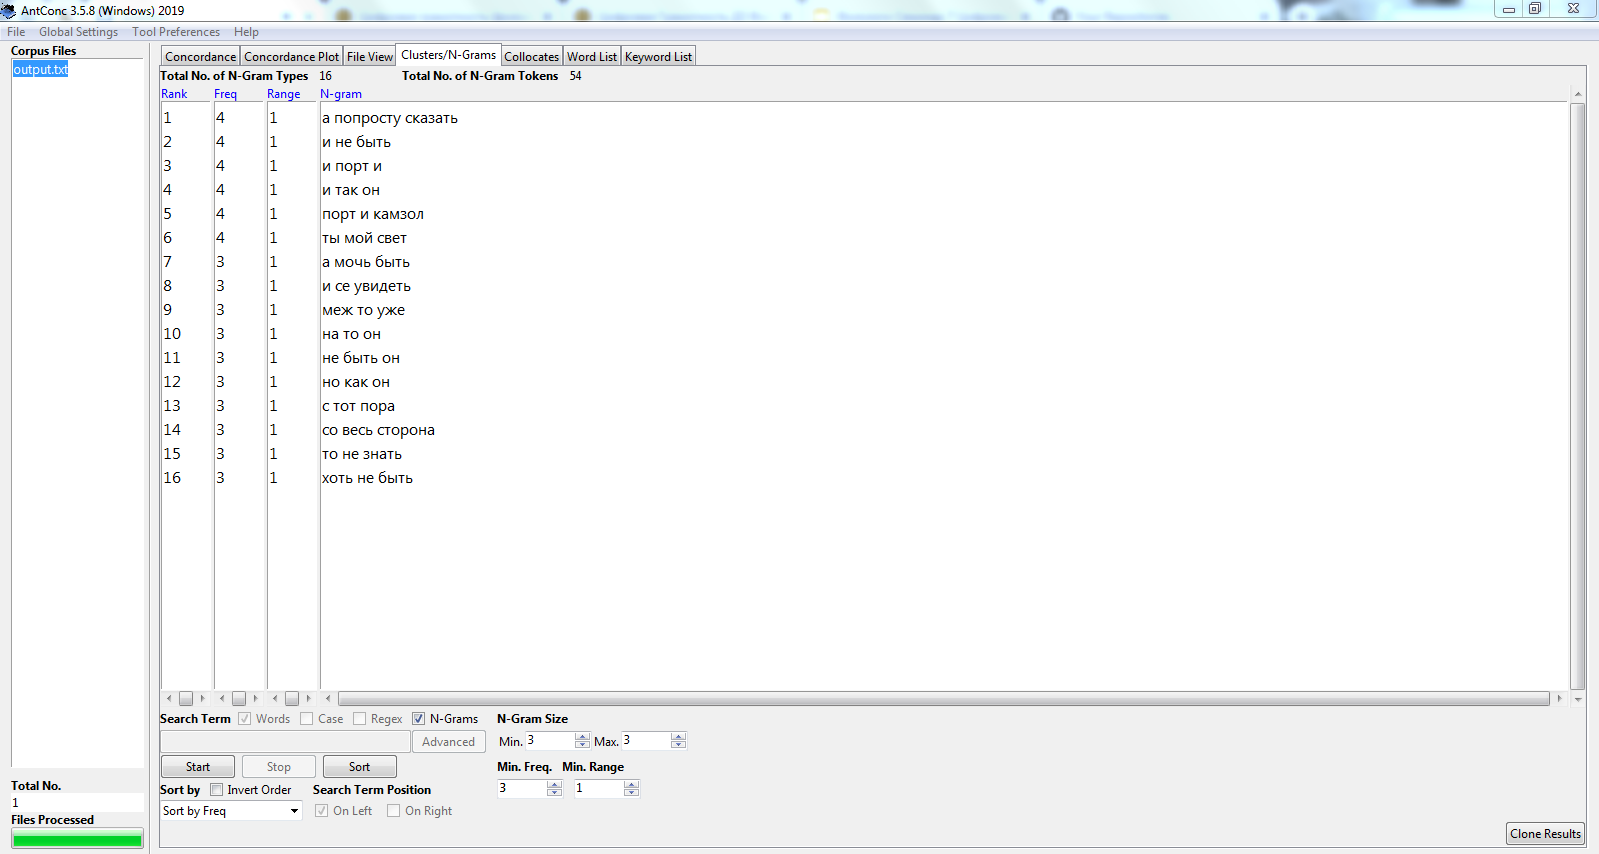 AntConc 3.5.8 (Windows) 2019
File Global Settings Tool Preferences Help
Corpus Files
output.txt
Concordance Concordance Plot File View Clusters/N-Grams Collocates Word List Keyword List
Total No. of N-Gram Types 16 Total No. of N-Gram Tokens 54
Rank Freq Range N-gram
1 4 1 а попросту сказать
2 4 1 и не быть
3 4 1 и порт и
4 4 1 и так он
5 4 1 порт и камзол
6 4 1 ты мой свет
7 3 1 а мочь быть
8 3 1 и се увидеть
9 3 1 меж то уже
10 3 1 на то он
11 3 1 не быть он
12 3 1 но как он
13 3 1 с тот пора
14 3 1 со весь сторона
15 3 1 то не знать
16 3 1 хоть не быть
Search Term Words Case Regex N-Grams N-Gram Size
Advanced Min. 3 Max. 3
Start Stop Sort Min. Freq. Min. Range
Sort by Invert Order Search Term Position 3 1
Sort by Freq On Left On Right
Total No.
1
Files Processed
Clone Results